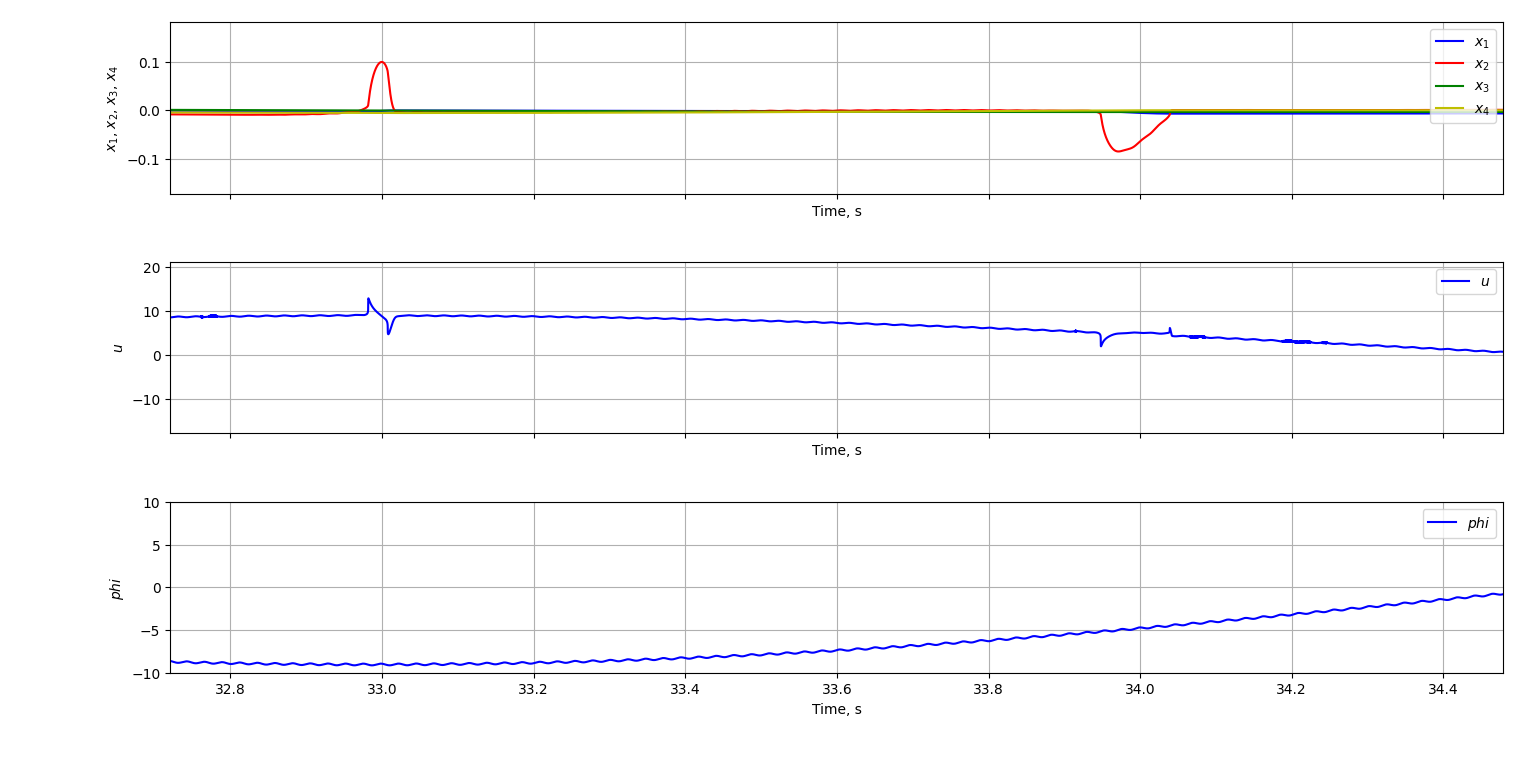 x₁, x₂, x₃, x₄
0.1
0.0
−0.1
x₁
x₂
x₃
x₄
Time, s
u
20
10
0
−10
u
Time, s
phi
10
5
0
−5
−10
phi
32.8 33.0 33.2 33.4 33.6 33.8 34.0 34.2 34.4
Time, s